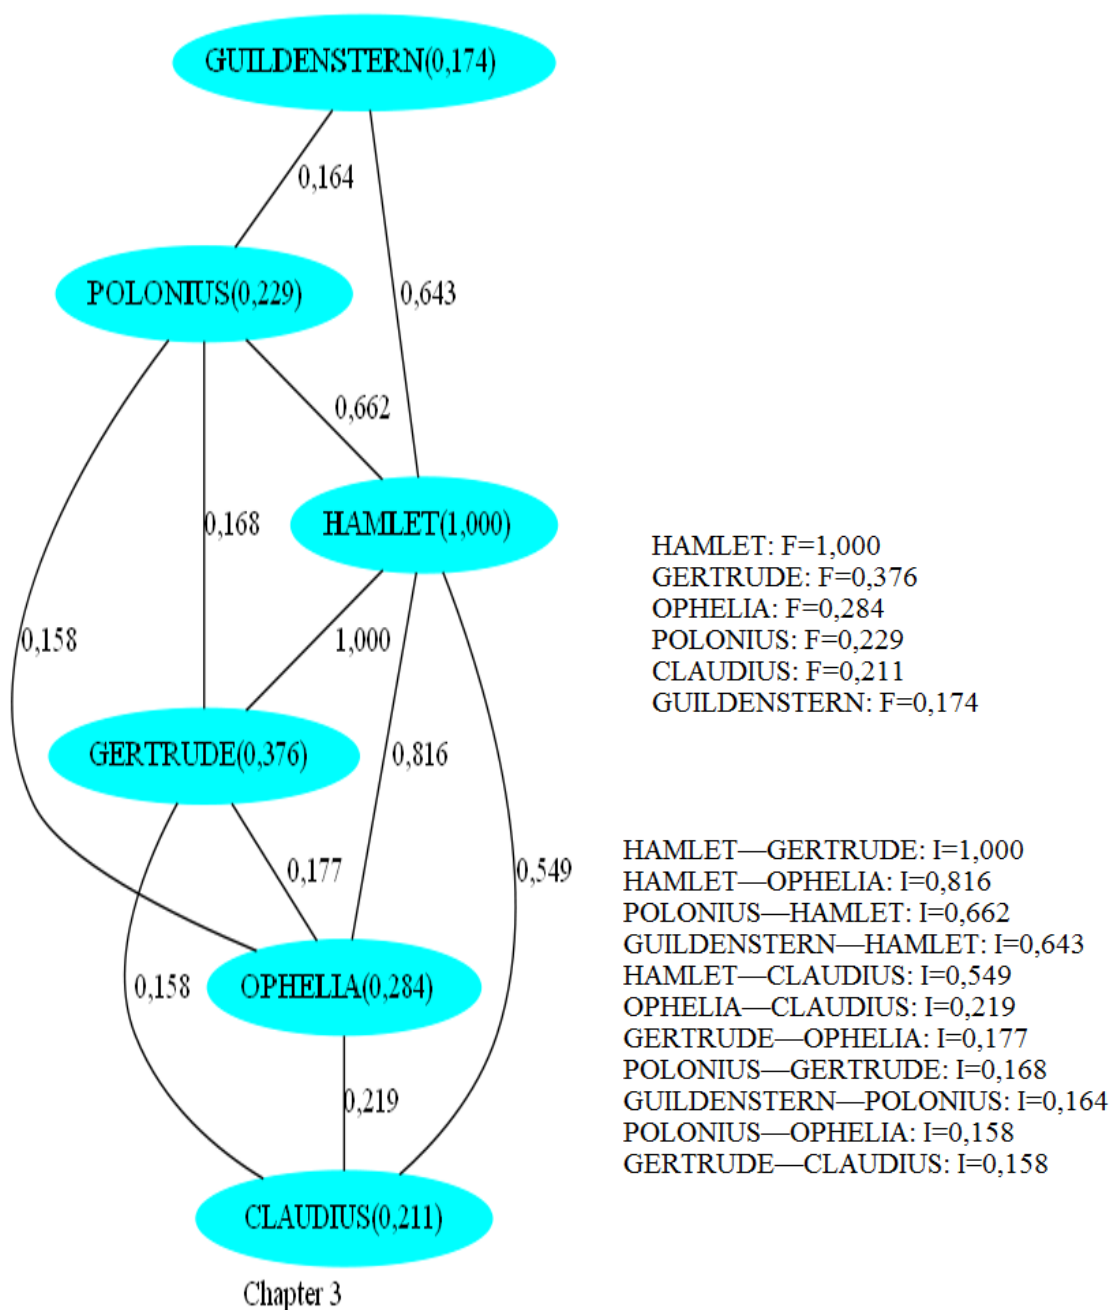 GUILDENSTERN(0,174)
0,164
POLONIUS(0,229)
0,643
0,662
0,168
HAMLET(1,000)
0,158
1,000
GERTRUDE(0,376)
0,816
0,177
0,549
0,158
OPHELIA(0,284)
0,219
CLAUDIUS(0,211)
Chapter 3
HAMLET: F=1,000
GERTRUDE: F=0,376
OPHELIA: F=0,284
POLONIUS: F=0,229
CLAUDIUS: F=0,211
GUILDENSTERN: F=0,174
HAMLET—GERTRUDE: I=1,000
HAMLET—OPHELIA: I=0,816
POLONIUS—HAMLET: I=0,662
GUILDENSTERN—HAMLET: I=0,643
HAMLET—CLAUDIUS: I=0,549
OPHELIA—CLAUDIUS: I=0,219
GERTRUDE—OPHELIA: I=0,177
POLONIUS—GERTRUDE: I=0,168
GUILDENSTERN—POLONIUS: I=0,164
POLONIUS—OPHELIA: I=0,158
GERTRUDE—CLAUDIUS: I=0,158